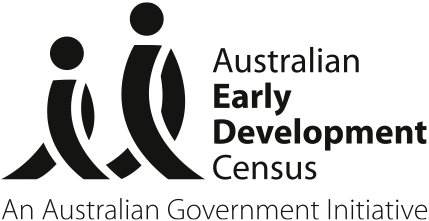 Australian
Early
Development
Census
An Australian Government Initiative